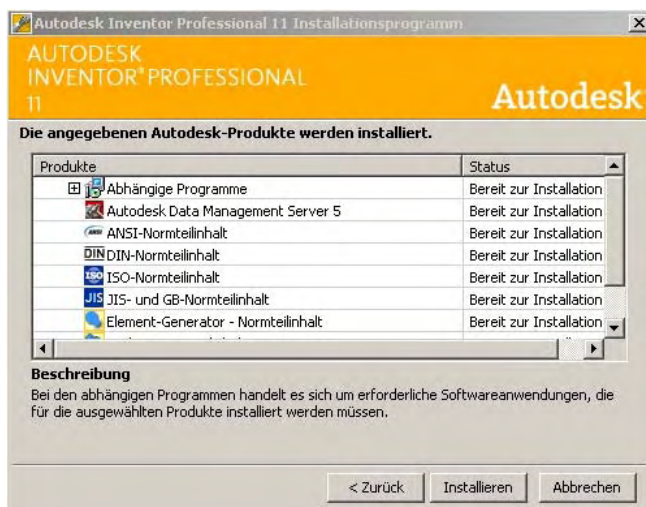 Autodesk Inventor Professional 11 Installationsprogramm
AUTODESK
INVENTOR® PROFESSIONAL
11
Autodesk
Die angegebenen Autodesk-Produkte werden installiert.
Produkte Status
Abhängige Programme Bereit zur Installation
Autodesk Data Management Server 5 Bereit zur Installation
ANSI ANSI-Normteilinhalt Bereit zur Installation
DIN DIN-Normteilinhalt Bereit zur Installation
ISO ISO-Normteilinhalt Bereit zur Installation
JIS JIS- und GB-Normteilinhalt Bereit zur Installation
Element-Generator - Normteilinhalt Bereit zur Installation
Beschreibung
Bei den abhängigen Programmen handelt es sich um erforderliche Softwareanwendungen, die
für die ausgewählten Produkte installiert werden müssen.
< Zurück Installieren Abbrechen